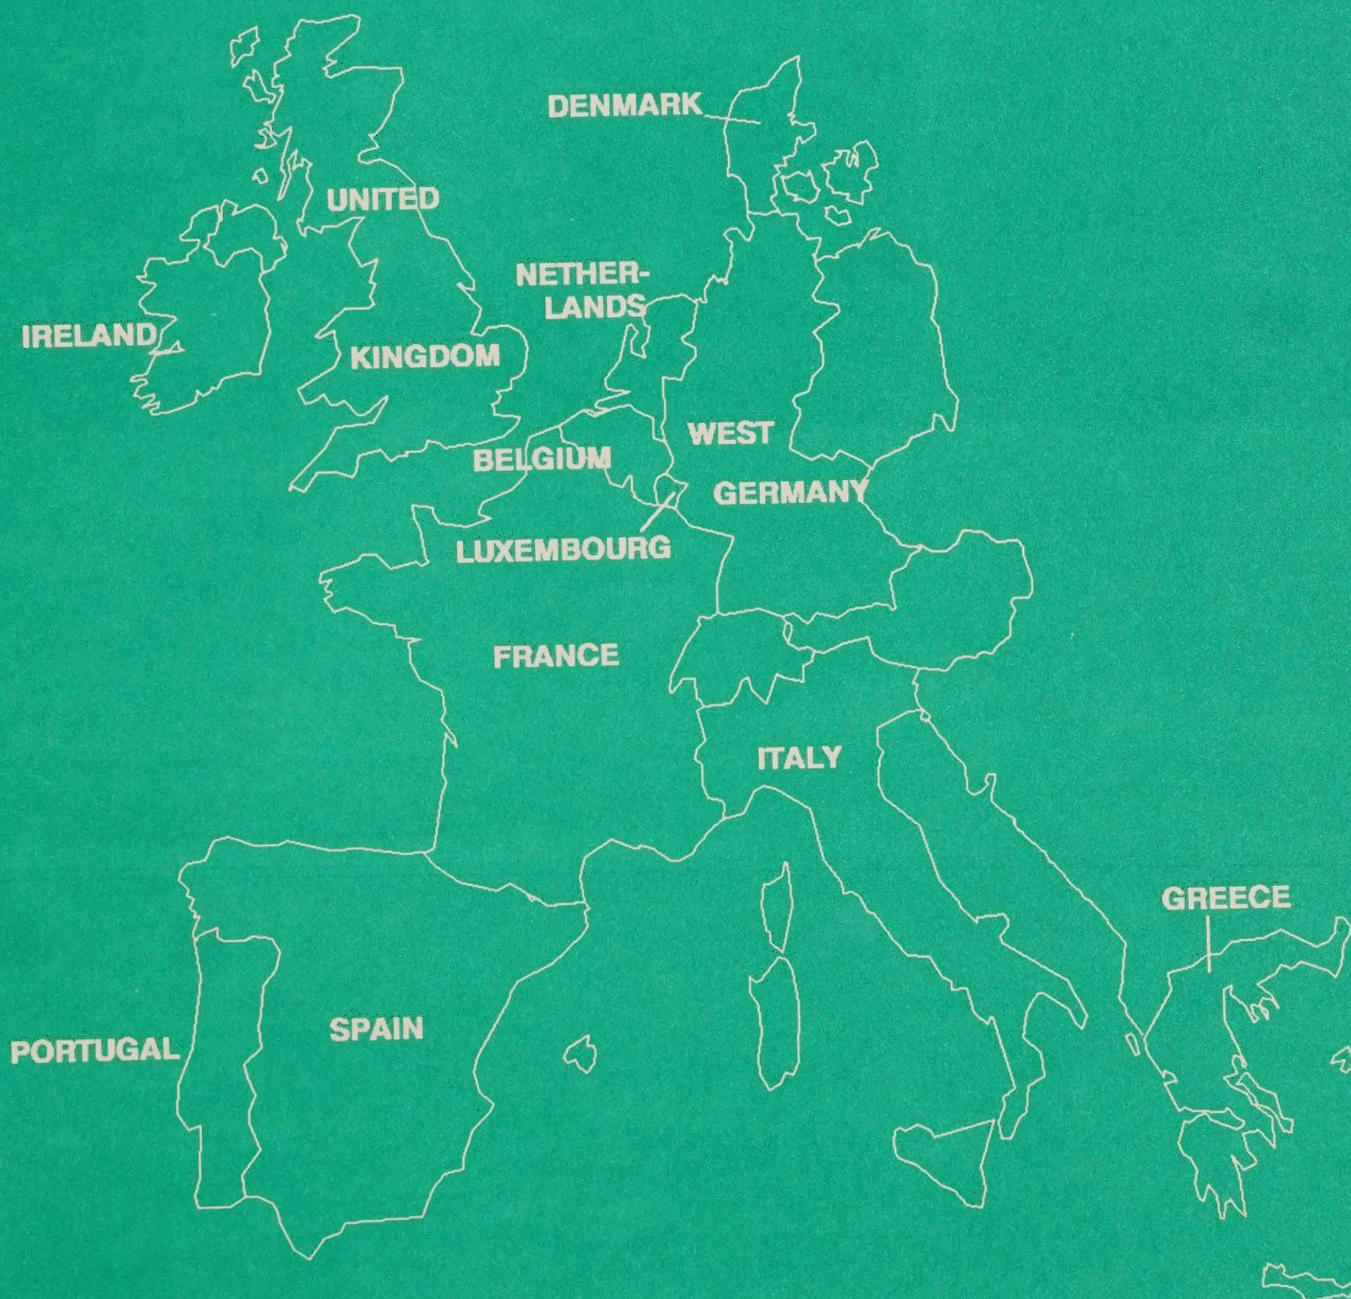 DENMARK
UNITED
NETHER-
LANDS
IRELAND
KINGDOM
WEST
BELGIUM
GERMANY
LUXEMBOURG
FRANCE
ITALY
GREECE
SPAIN
PORTUGAL